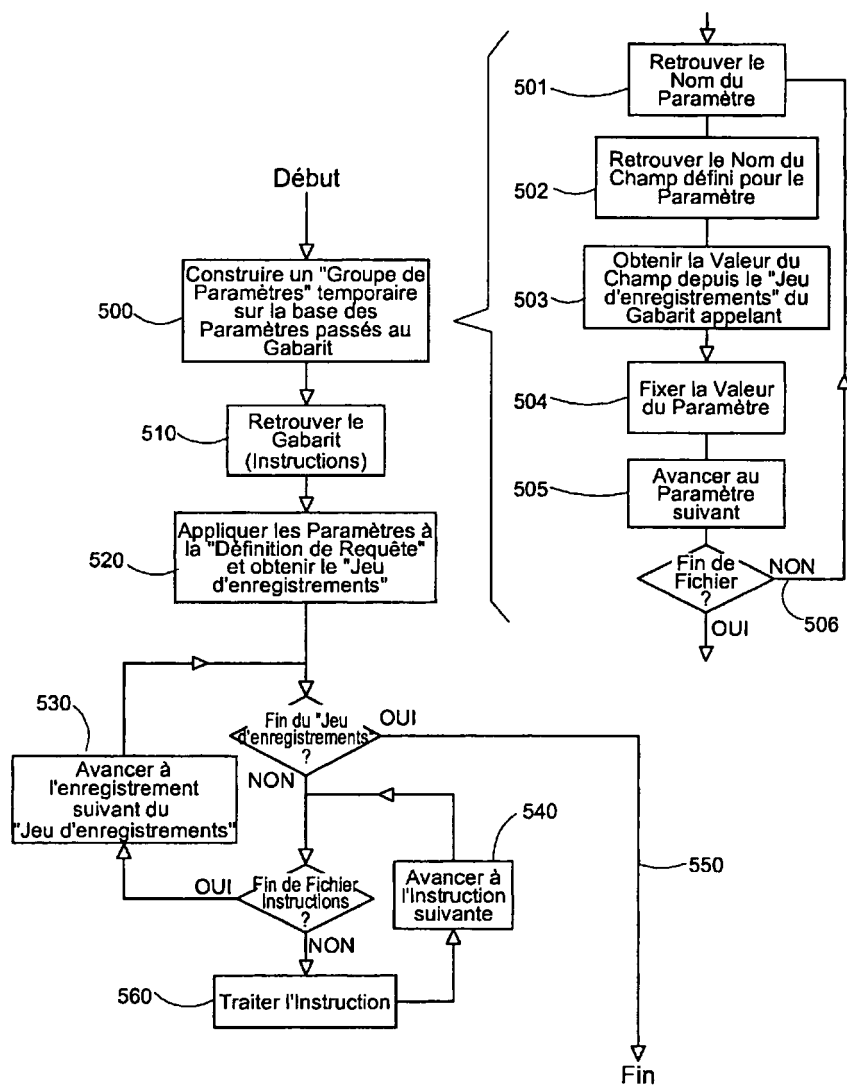 Début
500
Construire un "Groupe de
Paramètres" temporaire
sur la base des
Paramètres passés au
Gabarit
510
Retrouver le
Gabarit
(Instructions)
520
Appliquer les Paramètres à
la "Définition de Requête"
et obtenir le "Jeu
d'enregistrements"
530
Avancer à
l'enregistrement
suivant du
"Jeu d'enregistrements"
Fin du "Jeu
d'enregistrements"
?
OUI
NON
540
Avancer à
l'Instruction
suivante
550
OUI
Fin de Fichier
Instructions
?
NON
560
Traiter l'Instruction
Fin
501
Retrouver le
Nom du
Paramètre
502
Retrouver le Nom du
Champ défini pour le
Paramètre
503
Obtenir la Valeur du
Champ depuis le "Jeu
d'enregistrements" du
Gabarit appelant
504
Fixer la Valeur
du Paramètre
505
Avancer au
Paramètre
suivant
Fin de
Fichier
?
NON
506
OUI